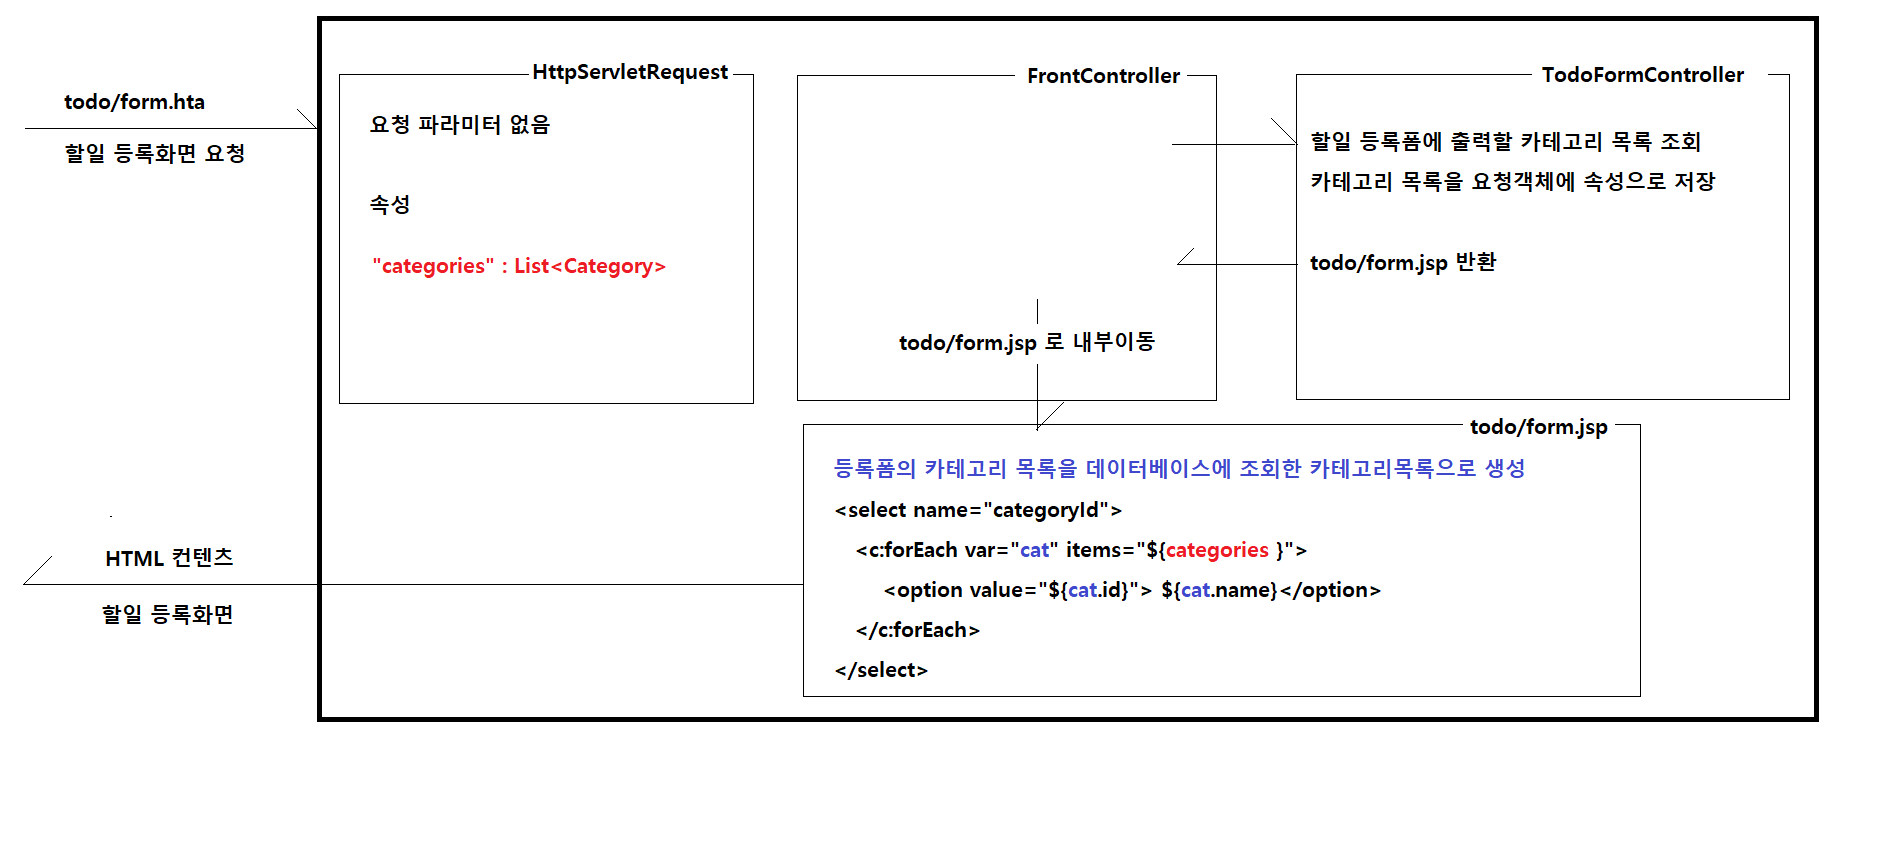 todo/form.hta
할일 등록화면 요청
HttpServletRequest
요청 파라미터 없음
속성
"categories" : List<Category>
FrontController
todo/form.jsp 로 내부이동
TodoFormController
할일 등록폼에 출력할 카테고리 목록 조회
카테고리 목록을 요청객체에 속성으로 저장
todo/form.jsp 반환
todo/form.jsp
등록폼의 카테고리 목록을 데이터베이스에 조회한 카테고리목록으로 생성
<select name="categoryId">
<c:forEach var="cat" items="${categories }">
<option value="${cat.id}"> ${cat.name}</option>
</c:forEach>
</select>
HTML 컨텐츠
할일 등록화면